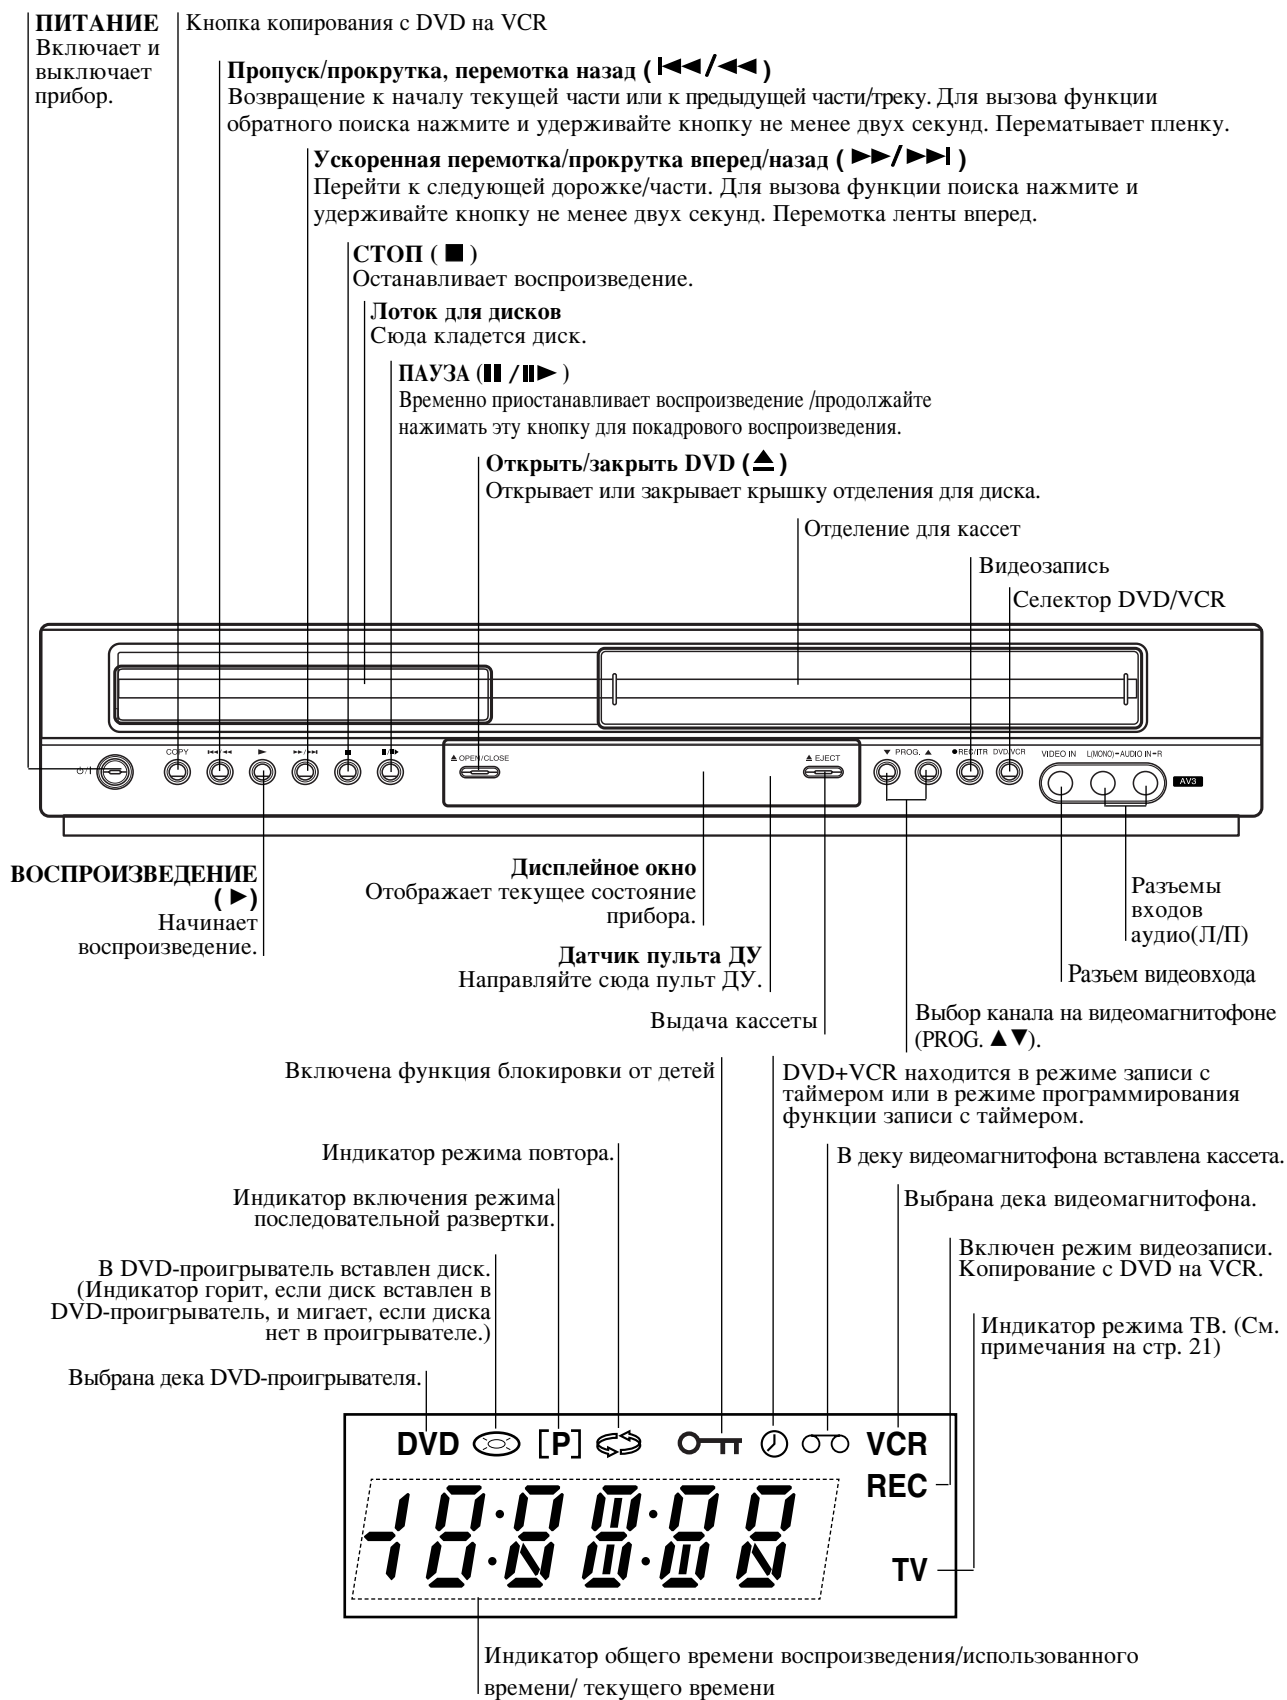 ПИТАНИЕ
Включает и
выключает
прибор.
Кнопка копирования с DVD на VCR
Пропуск/прокрутка, перемотка назад (⏮◀/◀◀)
Возвращение к началу текущей части или к предыдущей части/треку. Для вызова функции
обратного поиска нажмите и удерживайте кнопку не менее двух секунд. Перематывает пленку.
Ускоренная перемотка/прокрутка вперед/назад (▶▶/▶▶I)
Перейти к следующей дорожке/части. Для вызова функции поиска нажмите и
удерживайте кнопку не менее двух секунд. Перемотка ленты вперед.
СТОП ( ■ )
Останавливает воспроизведение.
Лоток для дисков
Сюда кладется диск.
ПАУЗА (▮▮ /▮▮▶ )
Временно приостанавливает воспроизведение /продолжайте
нажимать эту кнопку для покадрового воспроизведения.
Открыть/закрыть DVD (⏏)
Открывает или закрывает крышку отделения для диска.
Отделение для кассет
Видеозапись
Селектор DVD/VCR
COPY I◀◀/◀◀ ▶ ▶▶/▶▶I ■ ▮▮/▮▮▶
⏻/I
⏏ OPEN/CLOSE
⏏ EJECT
▼ PROG. ▲
●REC/ITR DVD/VCR
VIDEO IN L(MONO)-AUDIO IN-R
AV3
ВОСПРОИЗВЕДЕНИЕ
( ▶)
Начинает
воспроизведение.
Дисплейное окно
Отображает текущее состояние
прибора.
Датчик пульта ДУ
Направляйте сюда пульт ДУ.
Выдача кассеты
Разъемы
входов
аудио(Л/П)
Разъем видеовхода
Выбор канала на видеомагнитофоне
(PROG. ▲▼).
Включена функция блокировки от детей
DVD+VCR находится в режиме записи с
таймером или в режиме программирования
функции записи с таймером.
Индикатор режима повтора.
В деку видеомагнитофона вставлена кассета.
Индикатор включения режима
последовательной развертки.
Выбрана дека видеомагнитофона.
В DVD-проигрыватель вставлен диск.
(Индикатор горит, если диск вставлен в
DVD-проигрыватель, и мигает, если диска
нет в проигрывателе.)
Включен режим видеозаписи.
Копирование с DVD на VCR.
Индикатор режима ТВ. (См.
примечания на стр. 21)
Выбрана дека DVD-проигрывателя.
DVD [P] VCR
REC
TV
Индикатор общего времени воспроизведения/использованного
времени/ текущего времени